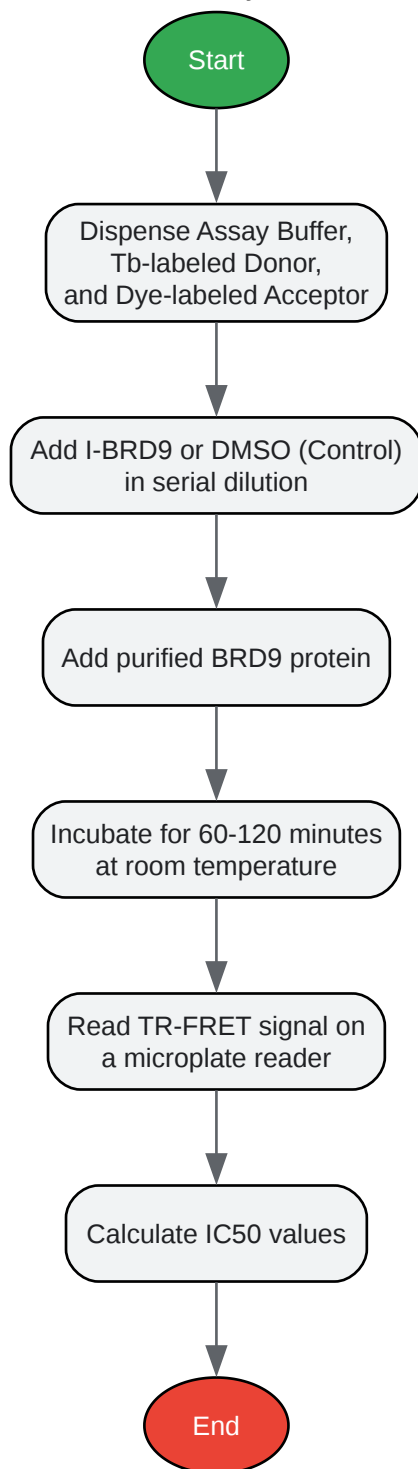 Start
Dispense Assay Buffer,
Tb-labeled Donor,
and Dye-labeled Acceptor
Add I-BRD9 or DMSO (Control)
in serial dilution
Add purified BRD9 protein
Incubate for 60-120 minutes
at room temperature
Read TR-FRET signal on
a microplate reader
Calculate IC50 values
End